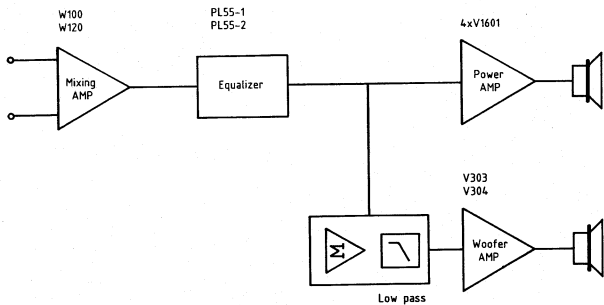 W100
W120
PL55-1
PL55-2
4xV1601
Mixing
AMP
Equalizer
Power
AMP
V303
V304
M
Woofer
AMP
Low pass